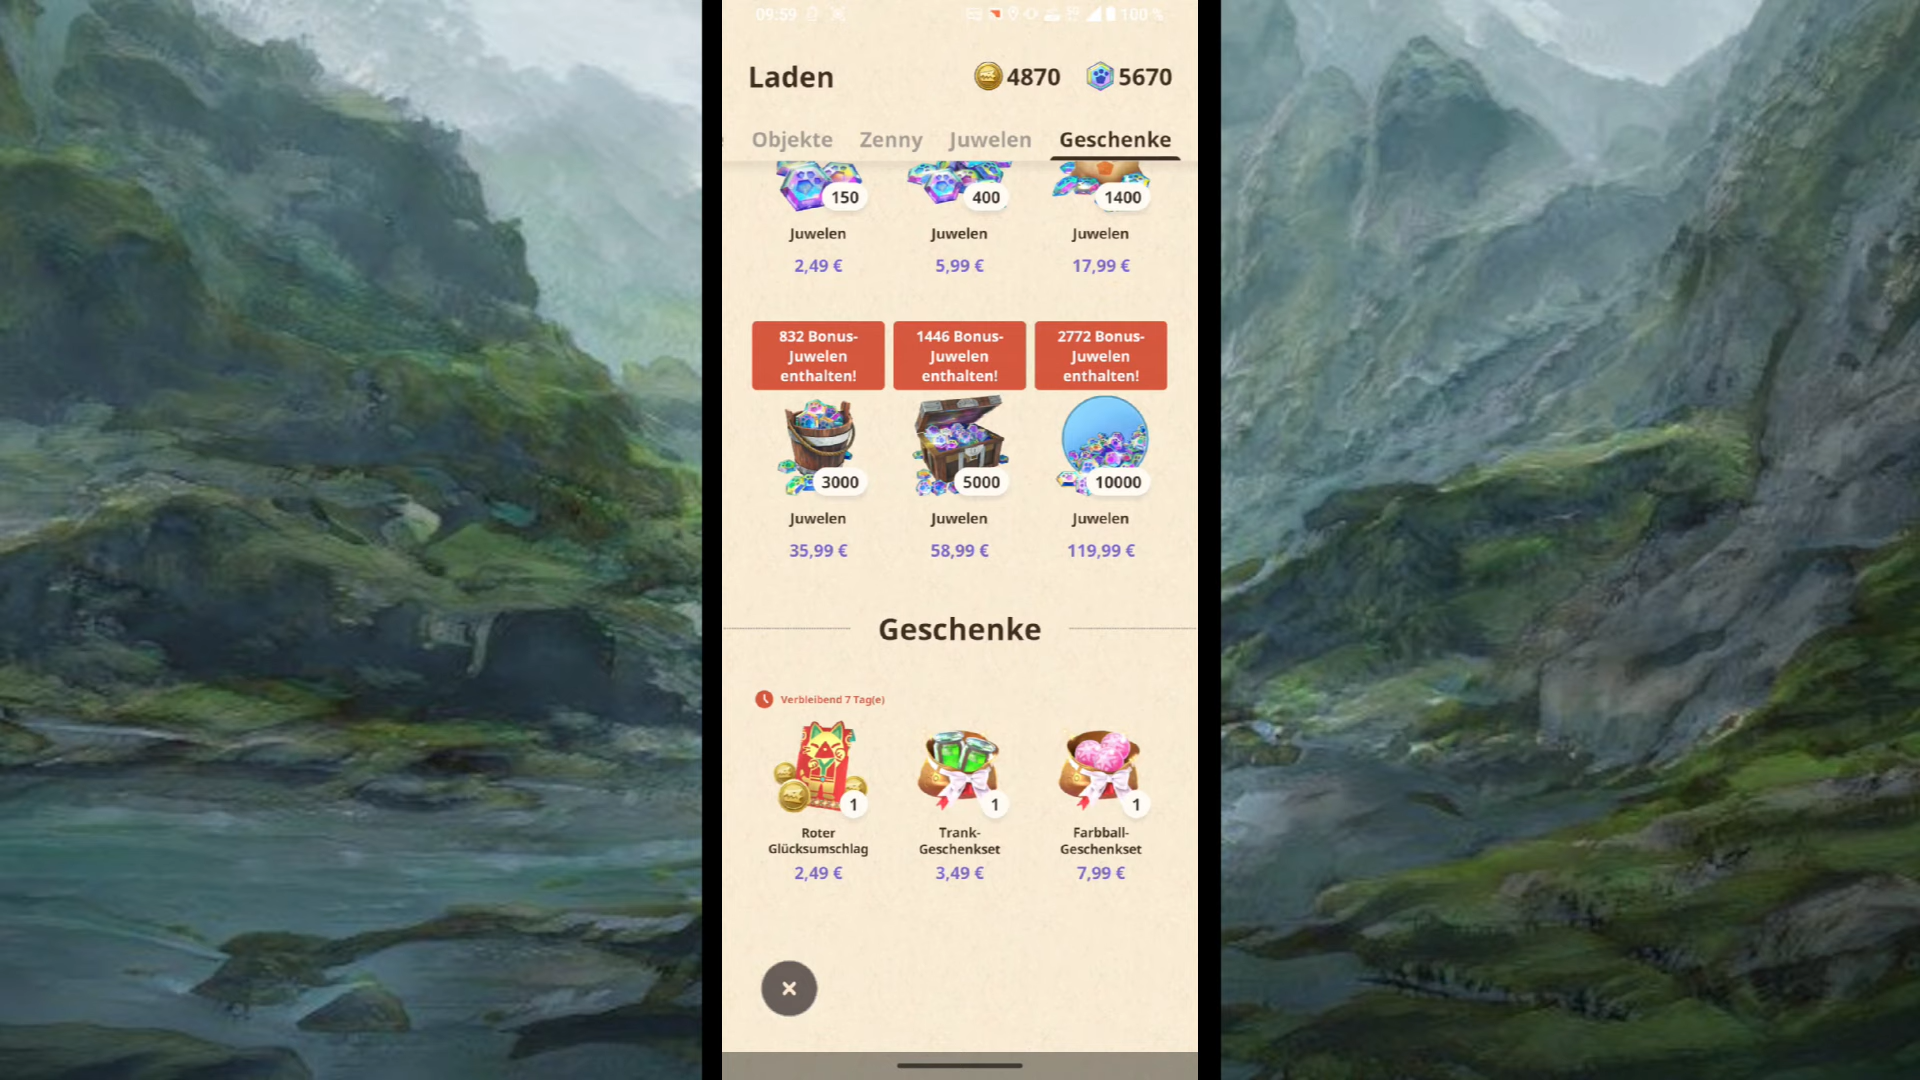 09:59
100 %
Laden
4870
5670
Objekte
Zenny
Juwelen
Geschenke
150
400
1400
Juwelen
Juwelen
Juwelen
2,49 €
5,99 €
17,99 €
832 Bonus-
Juwelen
enthalten!
1446 Bonus-
Juwelen
enthalten!
2772 Bonus-
Juwelen
enthalten!
3000
5000
10000
Juwelen
Juwelen
Juwelen
35,99 €
58,99 €
119,99 €
Geschenke
Verbleibend 7 Tag(e)
1
1
1
Roter
Glücksumschlag
2,49 €
Trank-
Geschenkset
3,49 €
Farbball-
Geschenkset
7,99 €